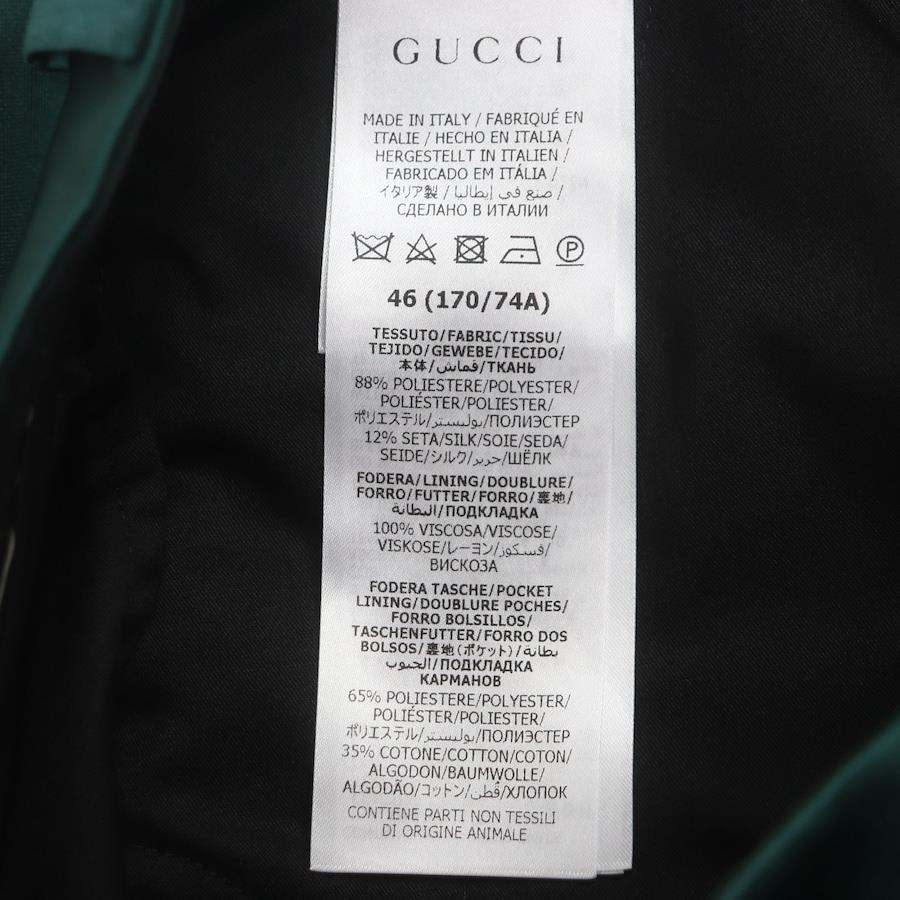 GUCCI
MADE IN ITALY / FABRIQUÉ EN
ITALIE / HECHO EN ITALIA /
HERGESTELLT IN ITALIEN /
FABRICADO EM ITÁLIA /
イタリア製 / صنع في إيطاليا /
СДЕЛАНО В ИТАЛИИ
P
46 (170/74A)
TESSUTO/FABRIC/TISSU/
TEJIDO/GEWEBE/TECIDO/
本体/قماش/ТКАНЬ
88% POLIESTERE/POLYESTER/
POLIÉSTER/POLIESTER/
ポリエステル/بوليستر/ПОЛИЭСТЕР
12% SETA/SILK/SOIE/SEDA/
SEIDE/シルク/حرير/ШЁЛК
FODERA/LINING/DOUBLURE/
FORRO/FUTTER/FORRO/裏地/
البطانة/ПОДКЛАДКА
100% VISCOSA/VISCOSE/
VISKOSE/レーヨン/فسكوز/
ВИСКОЗА
FODERA TASCHE/POCKET
LINING/DOUBLURE POCHES/
FORRO BOLSILLOS/
TASCHENFUTTER/FORRO DOS
BOLSOS/裏地(ポケット)/بطانة
الجيوب/ПОДКЛАДКА
КАРМАНОВ
65% POLIESTERE/POLYESTER/
POLIÉSTER/POLIESTER/
ポリエステル/بوليستر/ПОЛИЭСТЕР
35% COTONE/COTTON/COTON/
ALGODON/BAUMWOLLE/
ALGODÃO/コットン/قطن/ХЛОПОК
CONTIENE PARTI NON TESSILI
DI ORIGINE ANIMALE